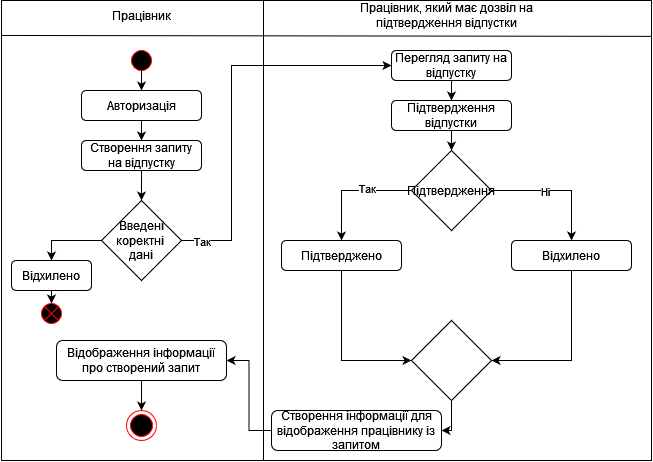 Працівник
Працівник, який має дозвіл на
підтвердження відпустки
Авторизація
Створення запиту
на відпустку
Введені
коректні
дані
Так
Відхилено
Відображення інформації
про створений запит
Перегляд запиту на
відпустку
Підтвердження
відпустки
Підтвердження
Так
Ні
Підтверджено
Відхилено
Створення інформації для
відображення працівнику із
запитом